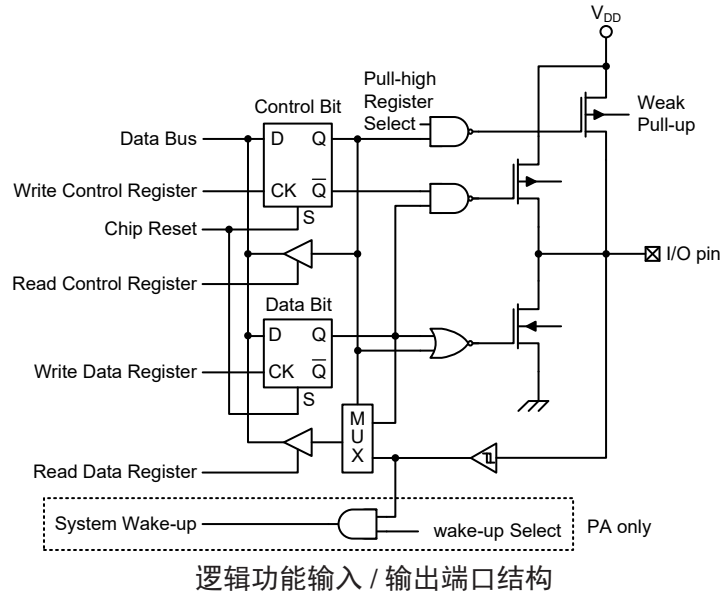 VDD
Pull-high
Register
Select
Weak
Pull-up
Control Bit
Data Bus
D
Q
Write Control Register
CK
Q
S
Chip Reset
I/O pin
Read Control Register
Data Bit
D
Q
Write Data Register
CK
Q
S
M
U
X
Read Data Register
System Wake-up
wake-up Select
PA only
逻辑功能输入 / 输出端口结构